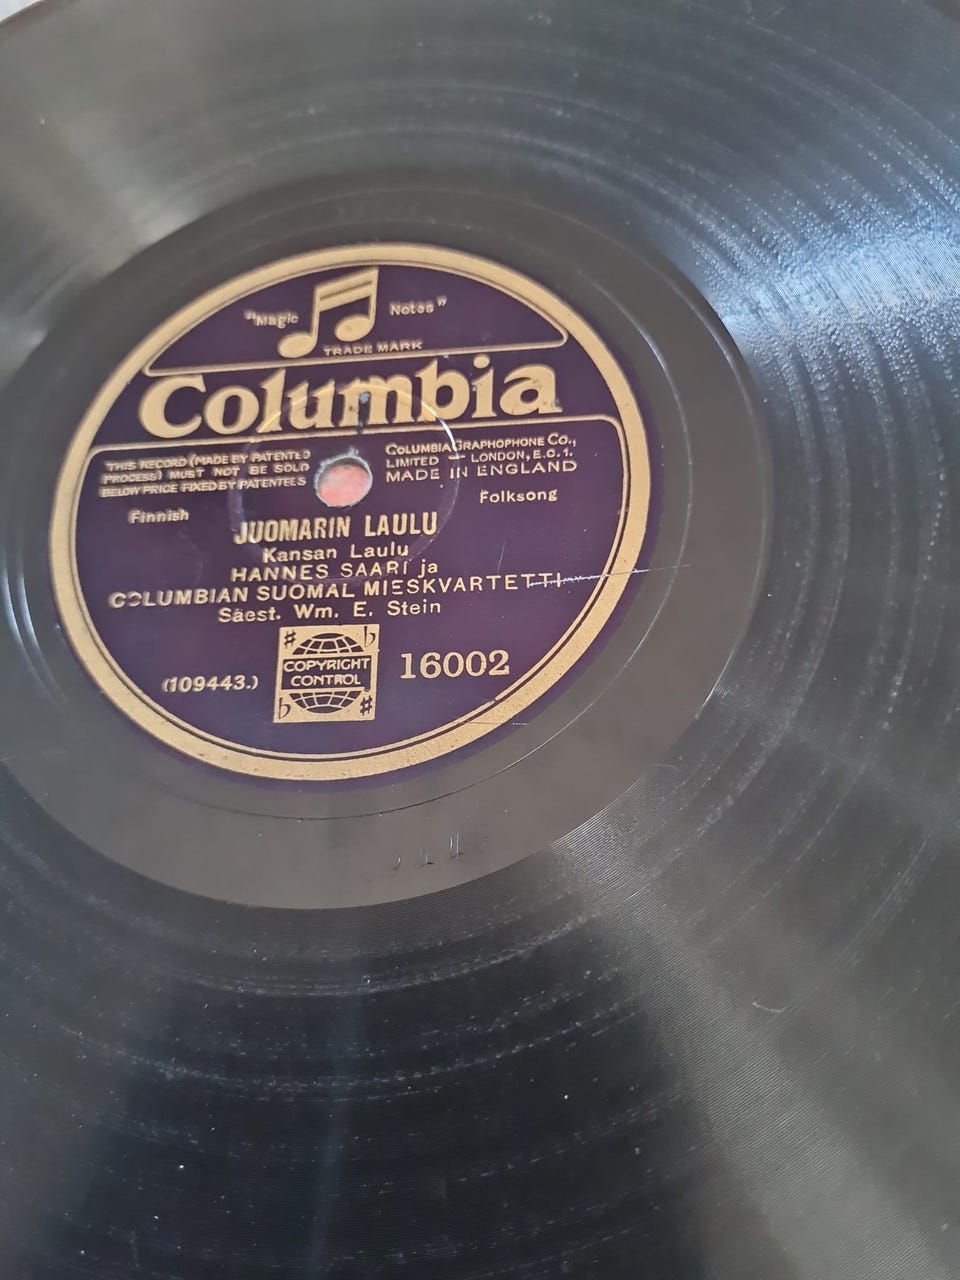 "Magic Notes"
TRADE MARK
Columbia
THIS RECORD (MADE BY PATENTED
PROCESS) MUST NOT BE SOLD
BELOW PRICE FIXED BY PATENTEES
COLUMBIA GRAPHOPHONE CO.,
LIMITED – LONDON, E.C.1.
MADE IN ENGLAND
Finnish
Folksong
JUOMARIN LAULU
Kansan Laulu
HANNES SAARI ja
COLUMBIAN SUOMAL MIESKVARTETTI
Säest. Wm. E. Stein
COPYRIGHT
CONTROL
(109443.)
16002